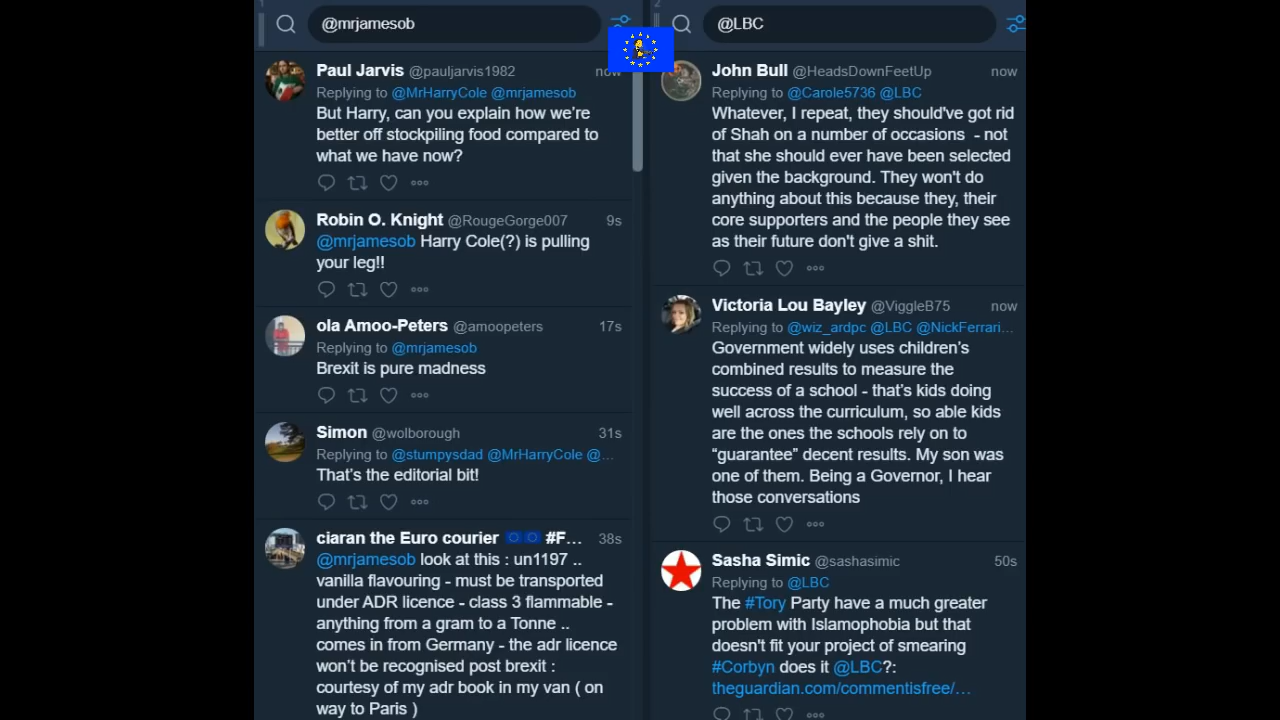 1
@mrjamesob
Paul Jarvis @pauljarvis1982 now
Replying to @MrHarryCole @mrjamesob
But Harry, can you explain how we're
better off stockpiling food compared to
what we have now?
Robin O. Knight @RougeGorge007 9s
@mrjamesob Harry Cole(?) is pulling
your leg!!
ola Amoo-Peters @amoopeters 17s
Replying to @mrjamesob
Brexit is pure madness
Simon @wolborough 31s
Replying to @stumpysdad @MrHarryCole @...
That's the editorial bit!
ciaran the Euro courier #F... 38s
@mrjamesob look at this : un1197 ..
vanilla flavouring - must be transported
under ADR licence - class 3 flammable -
anything from a gram to a Tonne ..
comes in from Germany - the adr licence
won't be recognised post brexit :
courtesy of my adr book in my van ( on
way to Paris )
2
@LBC
John Bull @HeadsDownFeetUp now
Replying to @Carole5736 @LBC
Whatever, I repeat, they should've got rid
of Shah on a number of occasions - not
that she should ever have been selected
given the background. They won't do
anything about this because they, their
core supporters and the people they see
as their future don't give a shit.
Victoria Lou Bayley @ViggleB75 now
Replying to @wiz_ardpc @LBC @NickFerrari...
Government widely uses children's
combined results to measure the
success of a school - that's kids doing
well across the curriculum, so able kids
are the ones the schools rely on to
“guarantee” decent results. My son was
one of them. Being a Governor, I hear
those conversations
Sasha Simic @sashasimic 50s
Replying to @LBC
The #Tory Party have a much greater
problem with Islamophobia but that
doesn't fit your project of smearing
#Corbyn does it @LBC?:
theguardian.com/commentisfree/...